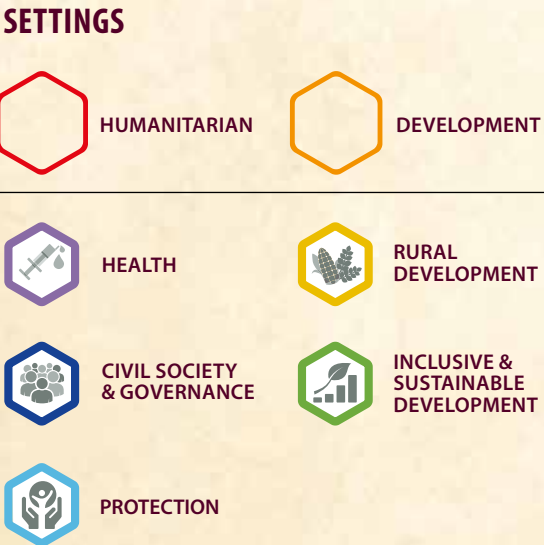 SETTINGS
HUMANITARIAN
DEVELOPMENT
HEALTH
RURAL
DEVELOPMENT
CIVIL SOCIETY
& GOVERNANCE
INCLUSIVE &
SUSTAINABLE
DEVELOPMENT
PROTECTION